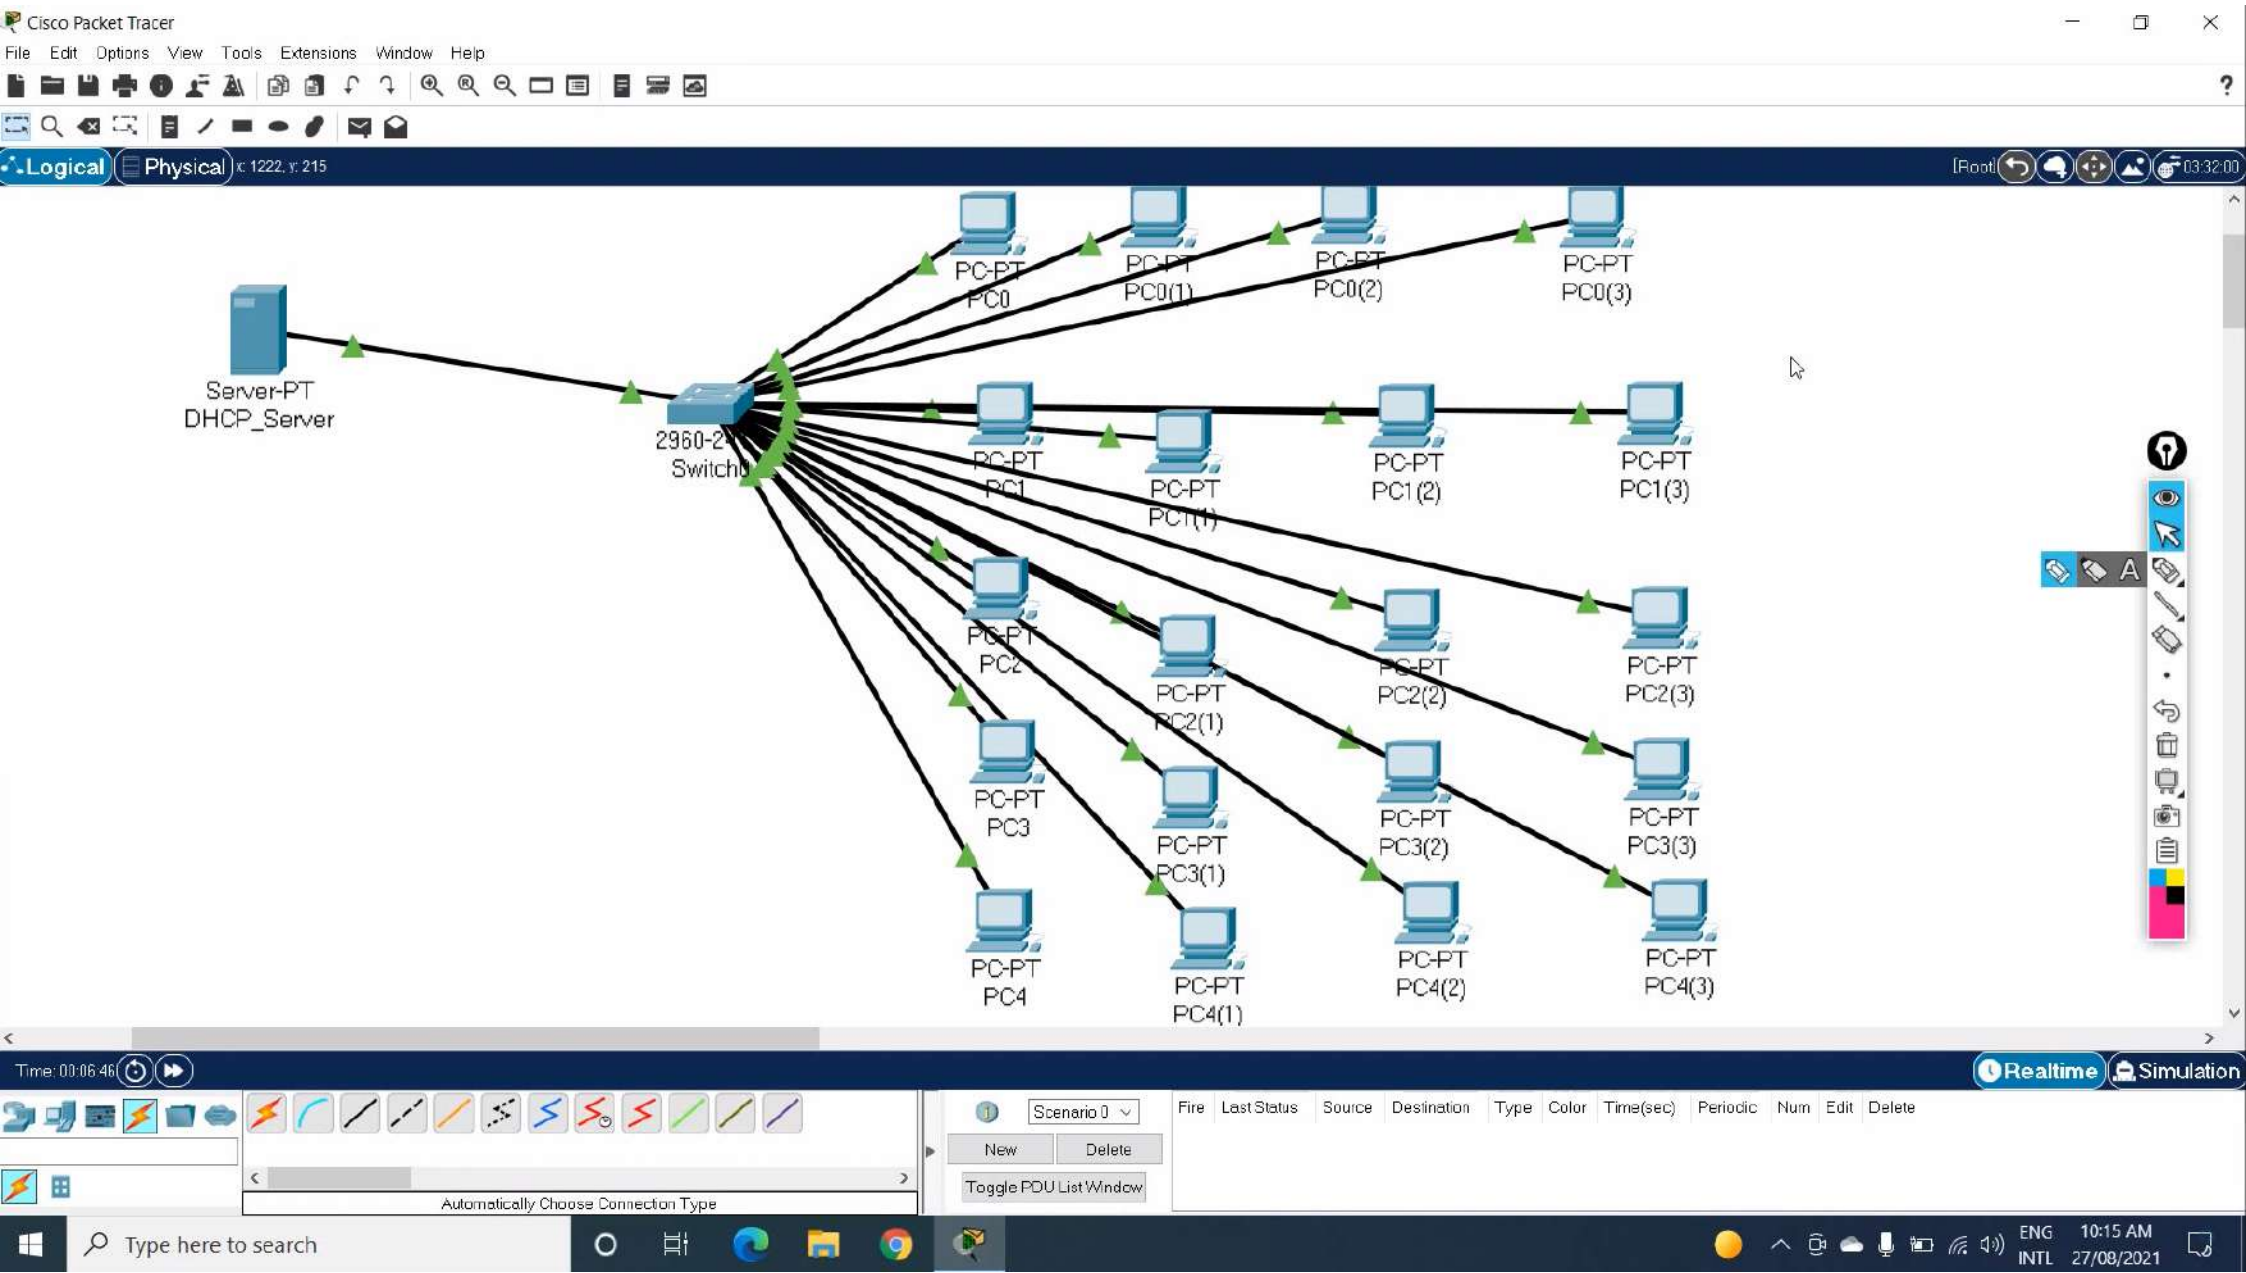 Cisco Packet Tracer
File Edit Options View Tools Extensions Window Help
?
Logical Physical x: 1222, y: 215
[Root] 03:32:00
PC-PT
PC0
PC-PT
PC0(1)
PC-PT
PC0(2)
PC-PT
PC0(3)
Server-PT
DHCP_Server
2960-2
Switch0
PC-PT
PC1
PC-PT
PC1(1)
PC-PT
PC1(2)
PC-PT
PC1(3)
A
PC-PT
PC2
PC-PT
PC2(1)
PC-PT
PC2(2)
PC-PT
PC2(3)
PC-PT
PC3
PC-PT
PC3(1)
PC-PT
PC3(2)
PC-PT
PC3(3)
PC-PT
PC4
PC-PT
PC4(1)
PC-PT
PC4(2)
PC-PT
PC4(3)
Time: 00:06:46
Realtime Simulation
Scenario 0
Fire Last Status Source Destination Type Color Time(sec) Periodic Num Edit Delete
New Delete
Toggle PDU List Window
Automatically Choose Connection Type
Type here to search
ENG
INTL
10:15 AM
27/08/2021